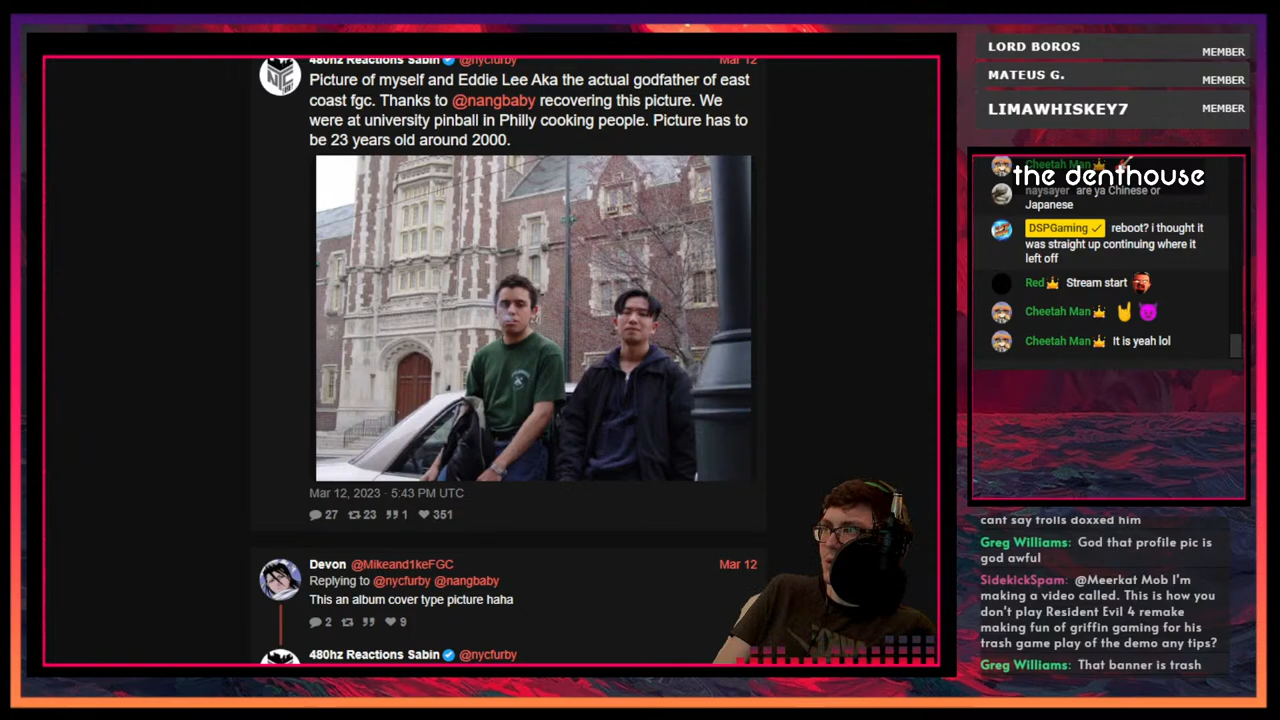 480hz Reactions Sabin @nycfurby Mar 12
Picture of myself and Eddie Lee Aka the actual godfather of east
coast fgc. Thanks to @nangbaby recovering this picture. We
were at university pinball in Philly cooking people. Picture has to
be 23 years old around 2000.
Mar 12, 2023 · 5:43 PM UTC
27 23 1 351
Devon @Mikeand1keFGC Mar 12
Replying to @nycfurby @nangbaby
This an album cover type picture haha
2 9
480hz Reactions Sabin @nycfurby
LORD BOROS MEMBER
MATEUS G. MEMBER
LIMAWHISKEY7 MEMBER
Cheetah Man
the denthouse
naysayer are ya Chinese or
Japanese
DSPGaming reboot? i thought it
was straight up continuing where it
left off
Red Stream start
Cheetah Man
Cheetah Man It is yeah lol
cant say trolls doxxed him
Greg Williams: God that profile pic is
god awful
SidekickSpam: @Meerkat Mob I'm
making a video called. This is how you
don't play Resident Evil 4 remake
making fun of griffin gaming for his
trash game play of the demo any tips?
Greg Williams: That banner is trash